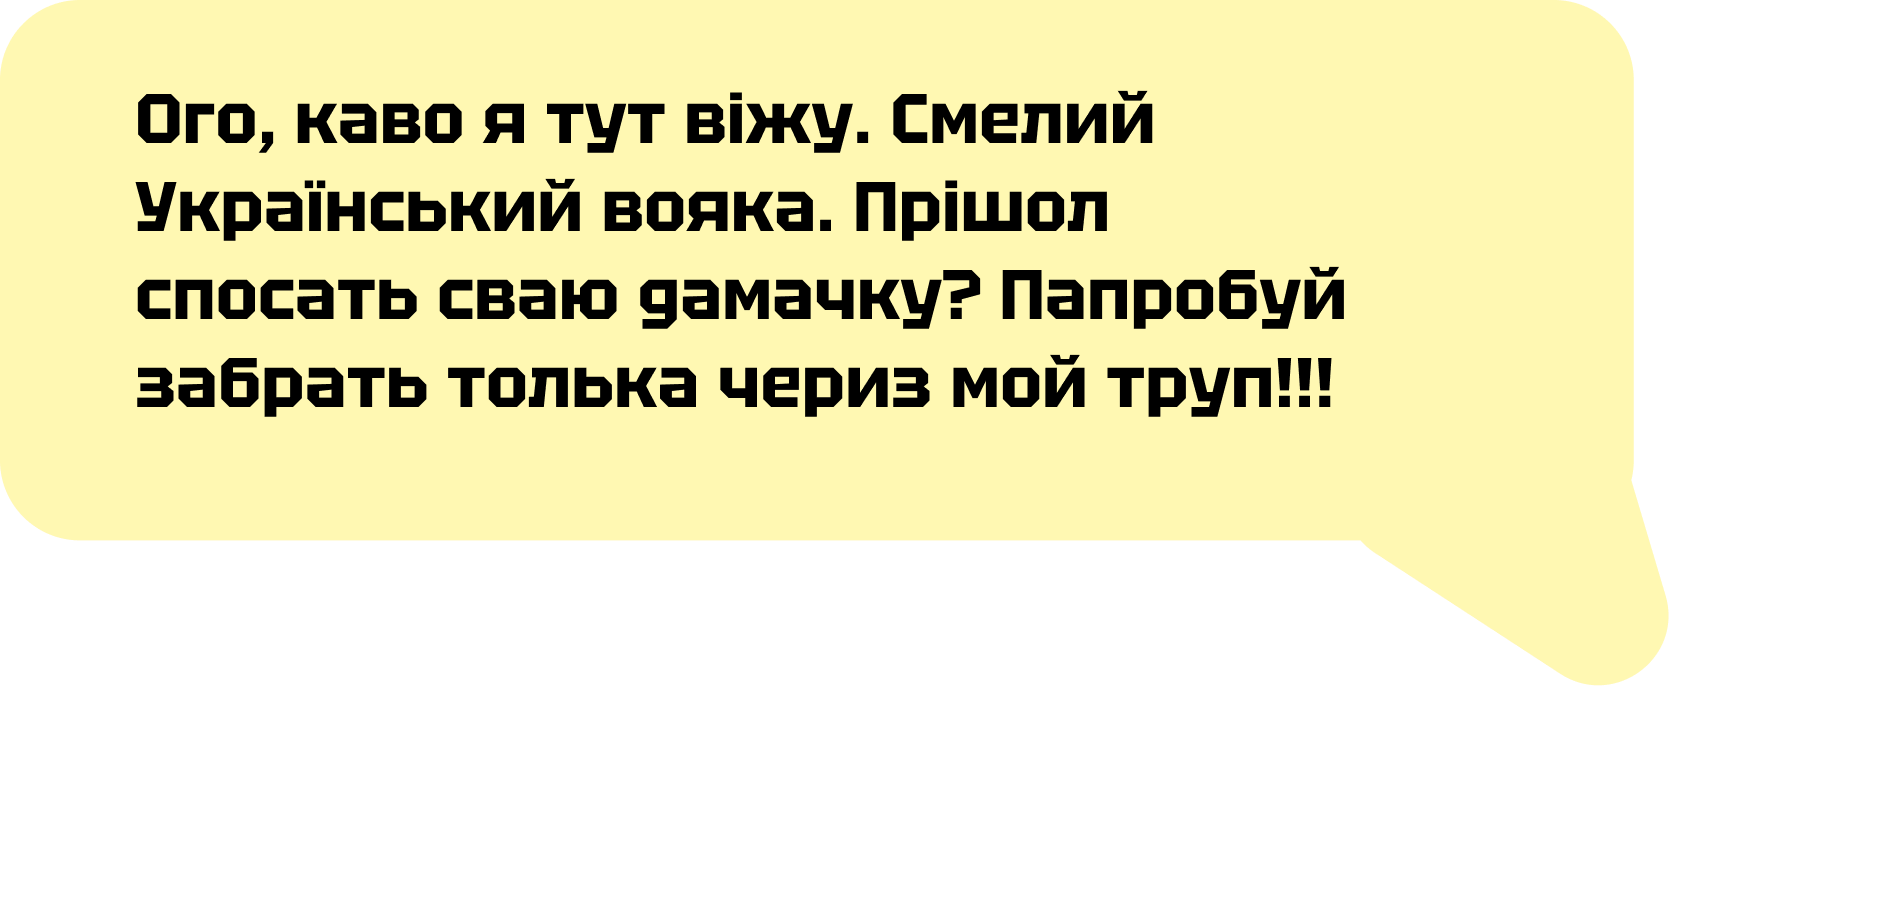 Ого, каво я тут віжу. Смелий
Український вояка. Прішол
спосать сваю дамачку? Папробуй
забрать толька чериз мой труп!!!